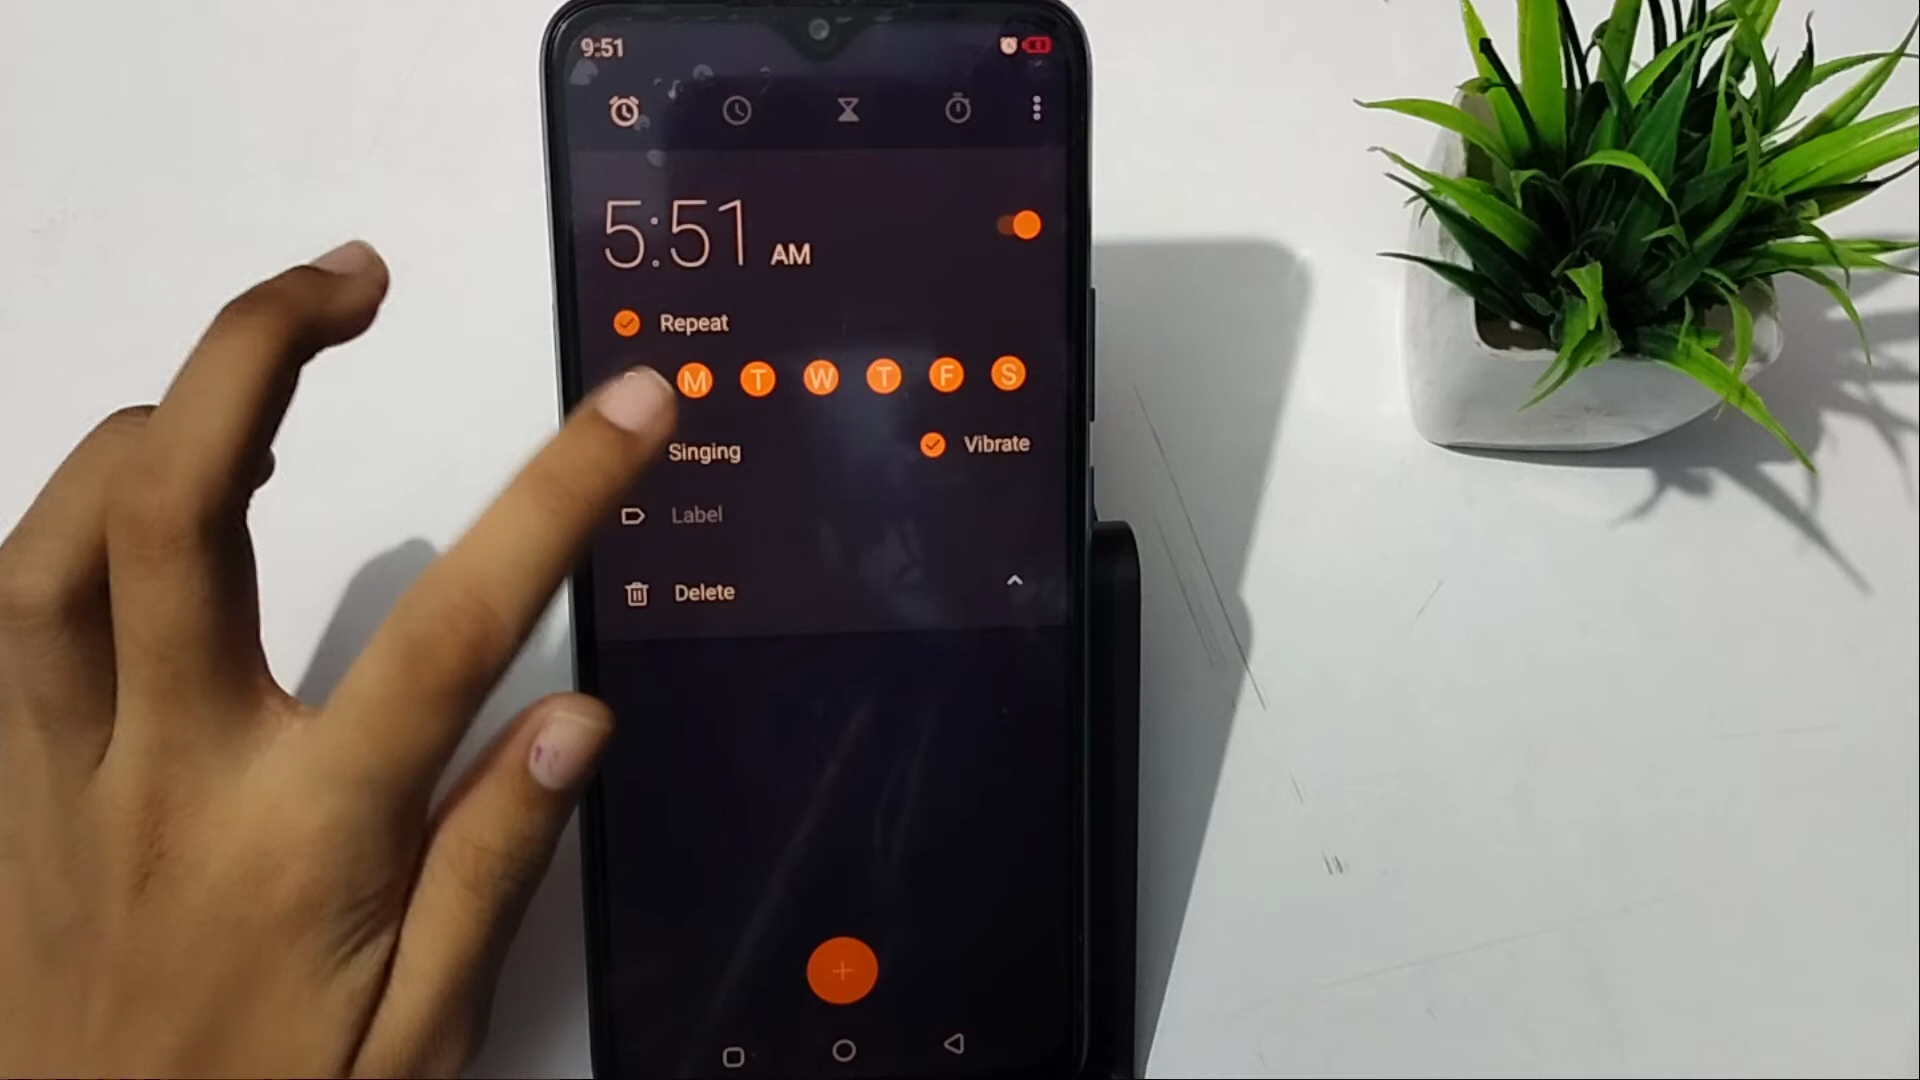 9:51
5:51 AM
Repeat
M T W T F S
Singing
Vibrate
Label
Delete